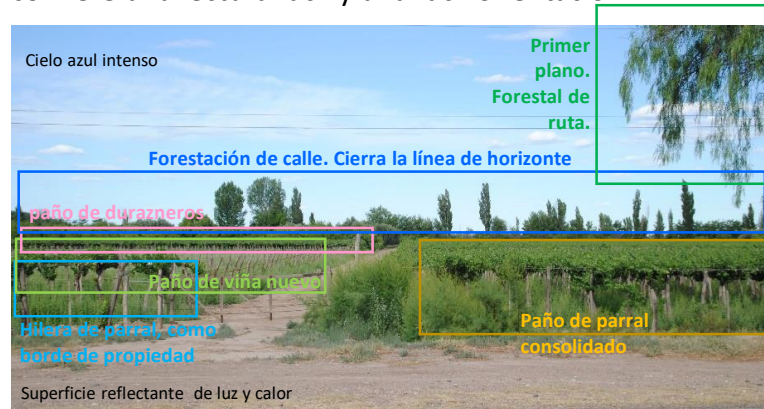 Cielo azul intenso
Primer
plano.
Forestal de
ruta.
Forestación de calle. Cierra la línea de horizonte
paño de durazneros
Paño de viña nuevo
Hilera de parral, como
borde de propiedad
Paño de parral
consolidado
Superficie reflectante de luz y calor